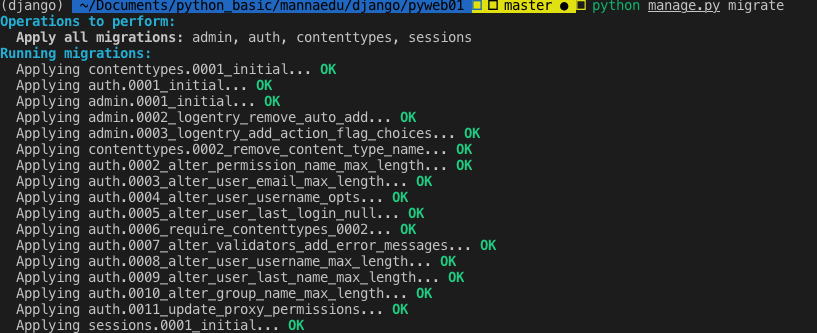 (django) ~/Documents/python_basic/mannaedu/django/pyweb01 master ● python manage.py migrate
Operations to perform:
Apply all migrations: admin, auth, contenttypes, sessions
Running migrations:
Applying contenttypes.0001_initial... OK
Applying auth.0001_initial... OK
Applying admin.0001_initial... OK
Applying admin.0002_logentry_remove_auto_add... OK
Applying admin.0003_logentry_add_action_flag_choices... OK
Applying contenttypes.0002_remove_content_type_name... OK
Applying auth.0002_alter_permission_name_max_length... OK
Applying auth.0003_alter_user_email_max_length... OK
Applying auth.0004_alter_user_username_opts... OK
Applying auth.0005_alter_user_last_login_null... OK
Applying auth.0006_require_contenttypes_0002... OK
Applying auth.0007_alter_validators_add_error_messages... OK
Applying auth.0008_alter_user_username_max_length... OK
Applying auth.0009_alter_user_last_name_max_length... OK
Applying auth.0010_alter_group_name_max_length... OK
Applying auth.0011_update_proxy_permissions... OK
Applying sessions.0001_initial... OK